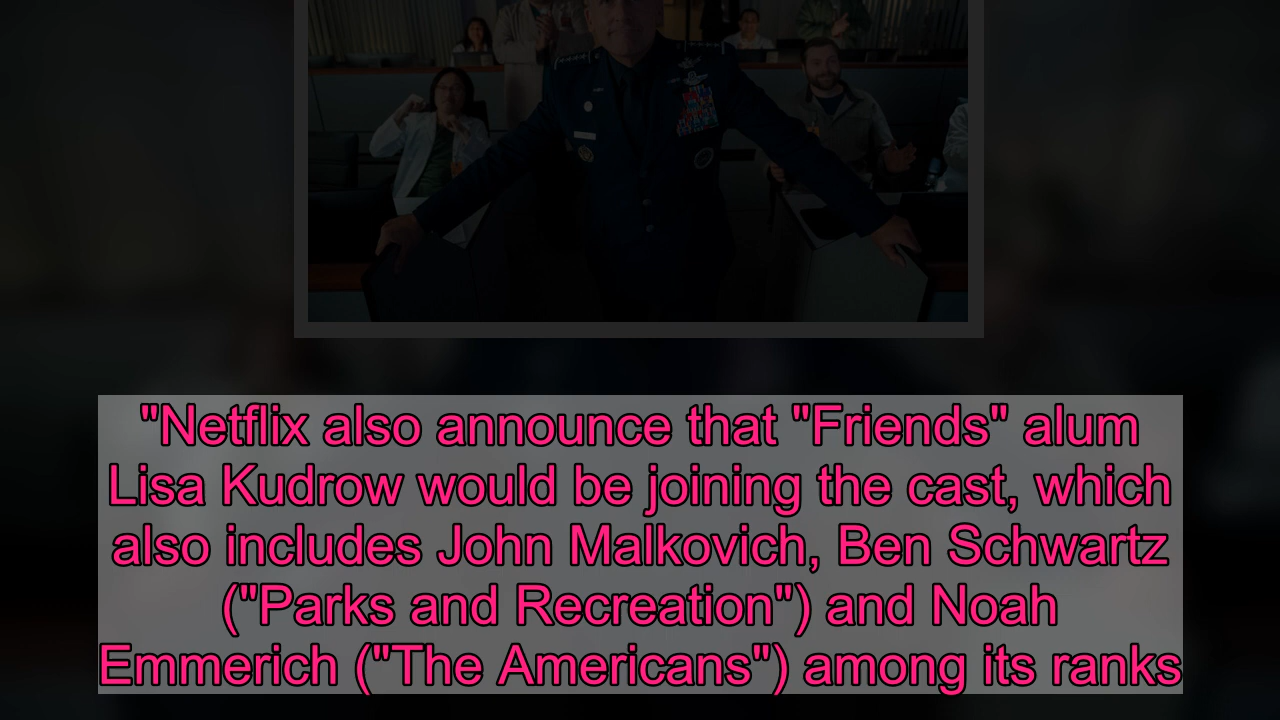 "Netflix also announce that "Friends" alum
Lisa Kudrow would be joining the cast, which
also includes John Malkovich, Ben Schwartz
("Parks and Recreation") and Noah
Emmerich ("The Americans") among its ranks